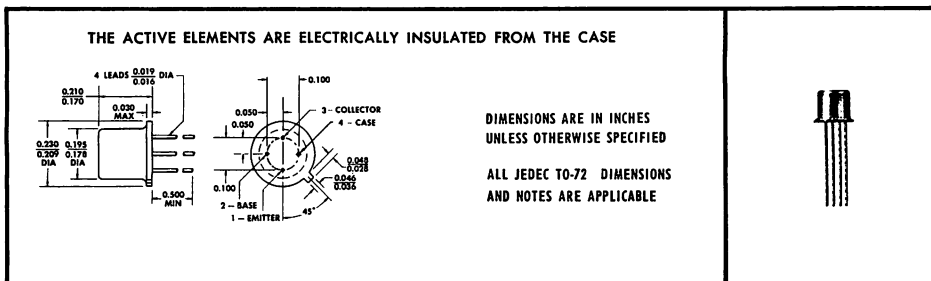 THE ACTIVE ELEMENTS ARE ELECTRICALLY INSULATED FROM THE CASE
4 LEADS 0.019/0.016 DIA
0.210/0.170
0.030 MAX
0.230/0.209 DIA
0.195/0.178 DIA
0.500 MIN
0.100
0.050
0.050
3 – COLLECTOR
4 – CASE
0.048/0.028
0.046/0.036
0.100
2 – BASE
1 – EMITTER
45°
DIMENSIONS ARE IN INCHES
UNLESS OTHERWISE SPECIFIED
ALL JEDEC TO-72 DIMENSIONS
AND NOTES ARE APPLICABLE